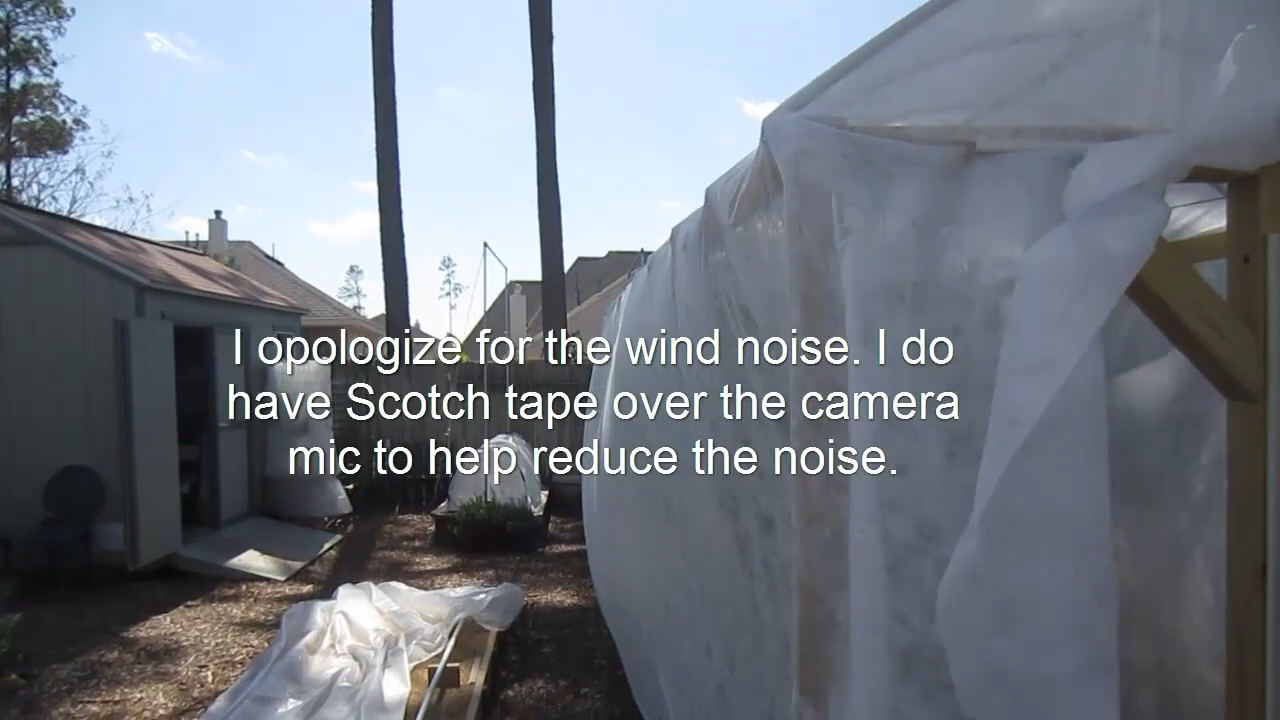 I opologize for the wind noise. I do
have Scotch tape over the camera
mic to help reduce the noise.